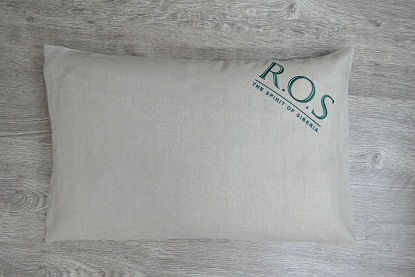 R.O.S
THE SPIRIT OF SIBERIA